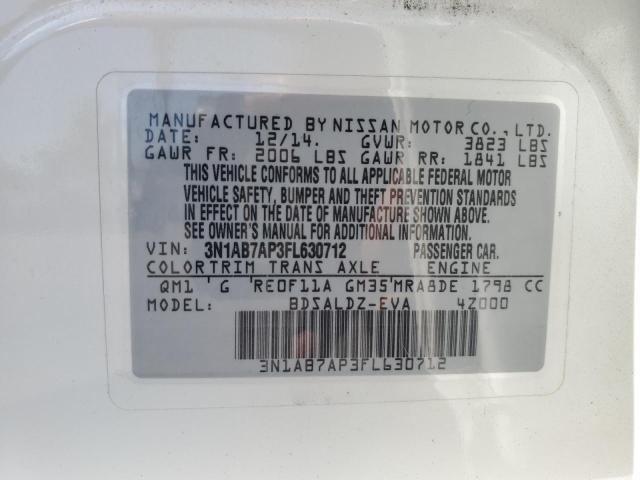 MANUFACTURED BY NISSAN MOTOR CO., LTD.
DATE: 12/14. GVWR: 3823 LBS
GAWR FR: 2006 LBS GAWR RR: 1841 LBS
THIS VEHICLE CONFORMS TO ALL APPLICABLE FEDERAL MOTOR
VEHICLE SAFETY, BUMPER AND THEFT PREVENTION STANDARDS
IN EFFECT ON THE DATE OF MANUFACTURE SHOWN ABOVE.
SEE OWNER'S MANUAL FOR ADDITIONAL INFORMATION.
VIN: 3N1AB7AP3FL630712 PASSENGER CAR.
COLOR TRIM TRANS AXLE ENGINE
QM1 'G 'RE0F11A GM35'MRA8DE 1798 CC
BDSALDZ-EVA 4Z000
3N1AB7AP3FL630712